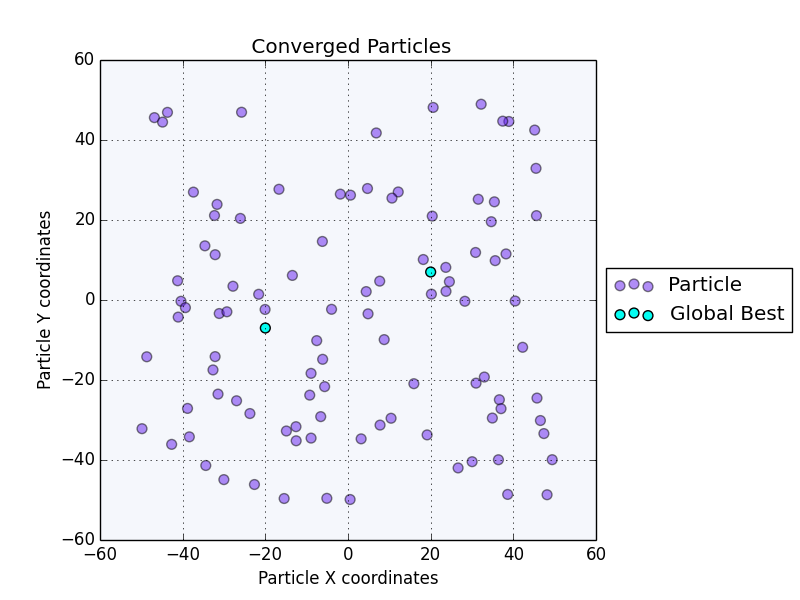 Converged Particles
60
40
20
0
−20
−40
−60
−60 −40 −20 0 20 40 60
Particle Y coordinates
Particle X coordinates
Particle
Global Best